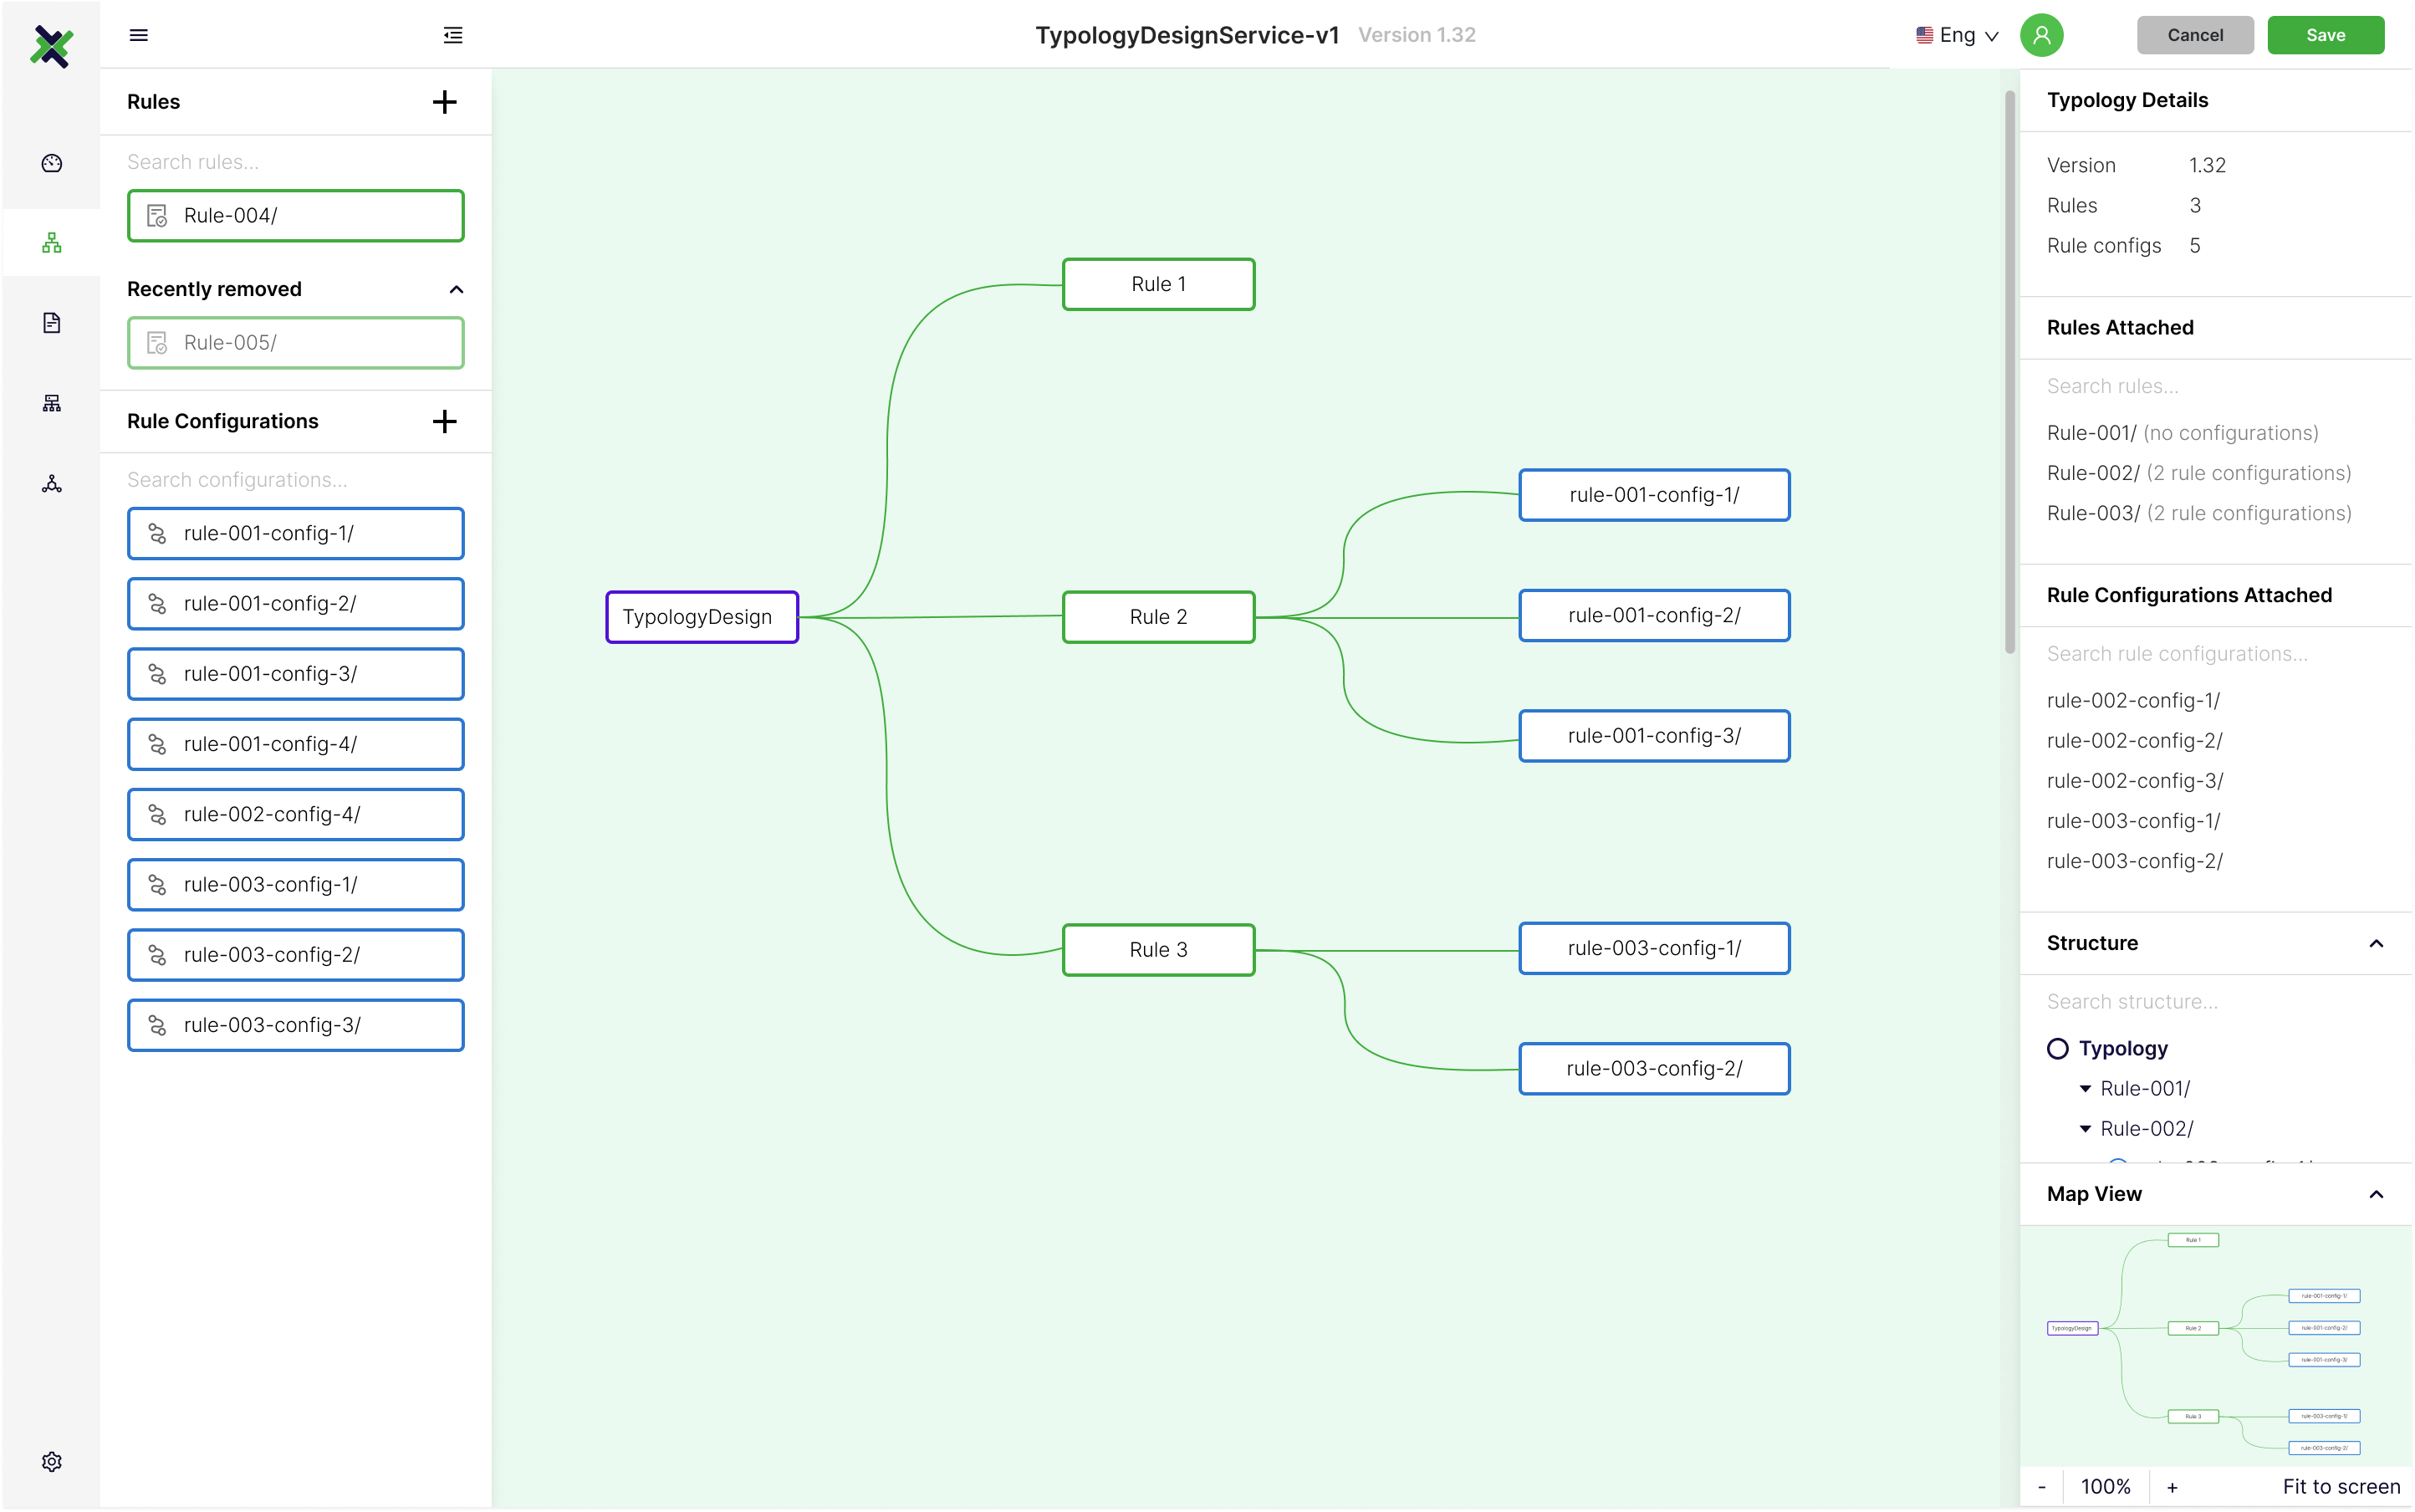 TypologyDesignService-v1 Version 1.32
Eng
Cancel
Save
Rules
Search rules...
Rule-004/
Recently removed
Rule-005/
Rule Configurations
Search configurations...
rule-001-config-1/
rule-001-config-2/
rule-001-config-3/
rule-001-config-4/
rule-002-config-4/
rule-003-config-1/
rule-003-config-2/
rule-003-config-3/
TypologyDesign
Rule 1
Rule 2
Rule 3
rule-001-config-1/
rule-001-config-2/
rule-001-config-3/
rule-003-config-1/
rule-003-config-2/
Typology Details
Version 1.32
Rules 3
Rule configs 5
Rules Attached
Search rules...
Rule-001/ (no configurations)
Rule-002/ (2 rule configurations)
Rule-003/ (2 rule configurations)
Rule Configurations Attached
Search rule configurations...
rule-002-config-1/
rule-002-config-2/
rule-002-config-3/
rule-003-config-1/
rule-003-config-2/
Structure
Search structure...
Typology
Rule-001/
Rule-002/
Map View
Rule 1
rule-001-config-1/
TypologyDesign
Rule 2
rule-001-config-2/
rule-001-config-3/
Rule 3
rule-003-config-1/
rule-003-config-2/
- 100% +
Fit to screen